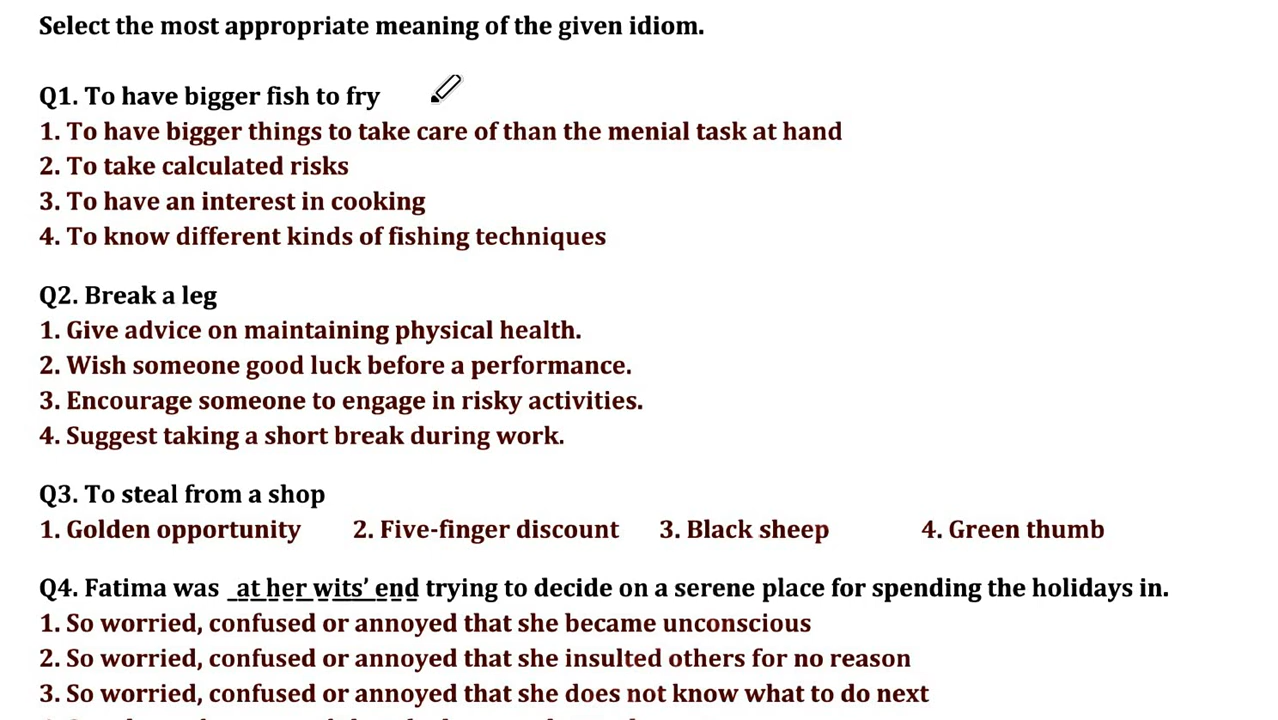 Select the most appropriate meaning of the given idiom.
Q1. To have bigger fish to fry
1. To have bigger things to take care of than the menial task at hand
2. To take calculated risks
3. To have an interest in cooking
4. To know different kinds of fishing techniques
Q2. Break a leg
1. Give advice on maintaining physical health.
2. Wish someone good luck before a performance.
3. Encourage someone to engage in risky activities.
4. Suggest taking a short break during work.
Q3. To steal from a shop
1. Golden opportunity 2. Five-finger discount 3. Black sheep 4. Green thumb
Q4. Fatima was _at her wits’ end trying to decide on a serene place for spending the holidays in.
1. So worried, confused or annoyed that she became unconscious
2. So worried, confused or annoyed that she insulted others for no reason
3. So worried, confused or annoyed that she does not know what to do next